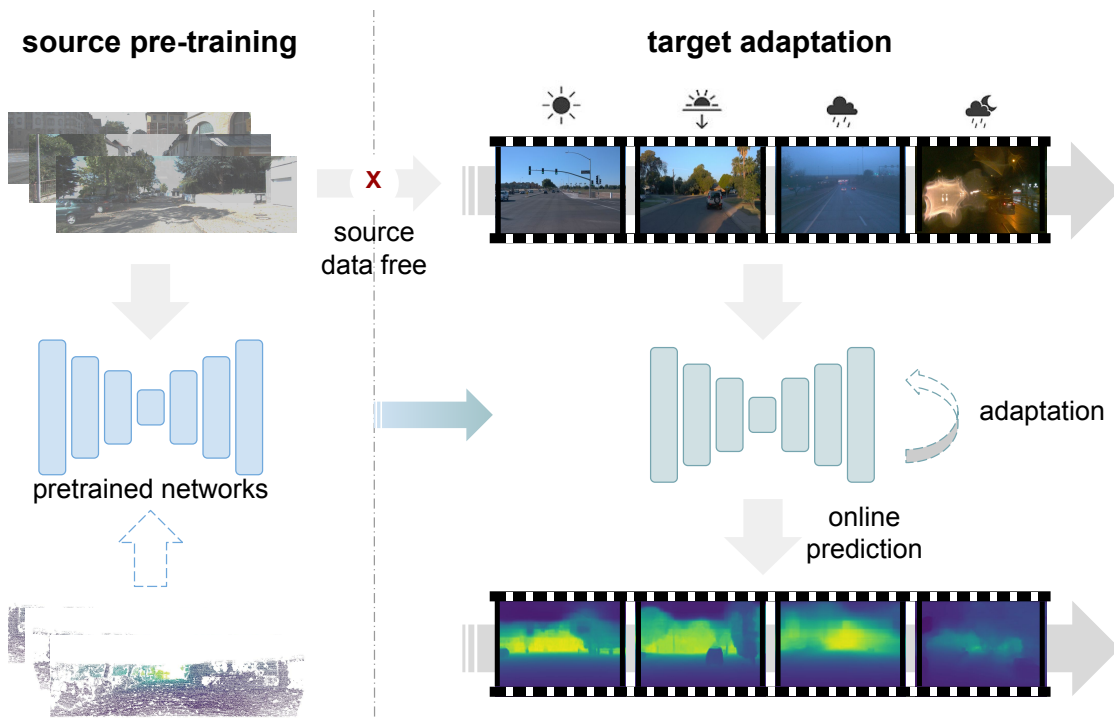 source pre-training
target adaptation
X
source
data free
adaptation
pretrained networks
online
prediction